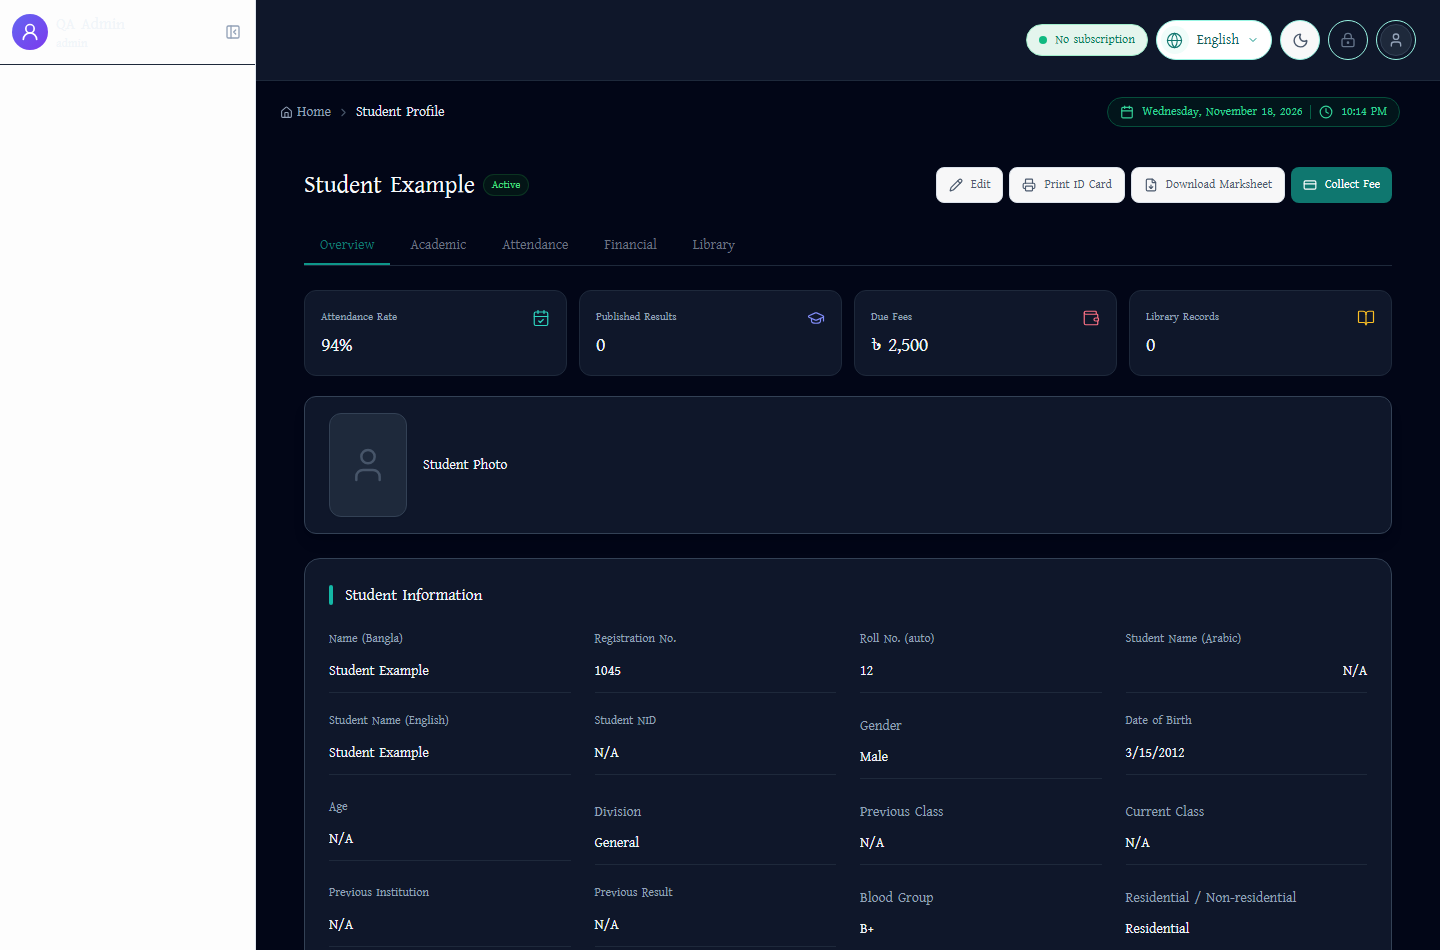 QA Admin
admin
No subscription
English
Home
Student Profile
Wednesday, November 18, 2026
10:14 PM
Student Example
Active
Edit
Print ID Card
Download Marksheet
Collect Fee
Overview
Academic
Attendance
Financial
Library
Attendance Rate
94%
Published Results
0
Due Fees
৳ 2,500
Library Records
0
Student Photo
Student Information
Name (Bangla)
Student Example
Registration No.
1045
Roll No. (auto)
12
Student Name (Arabic)
N/A
Student Name (English)
Student Example
Student NID
N/A
Gender
Male
Date of Birth
3/15/2012
Age
N/A
Division
General
Previous Class
N/A
Current Class
N/A
Previous Institution
N/A
Previous Result
N/A
Blood Group
B+
Residential / Non-residential
Residential